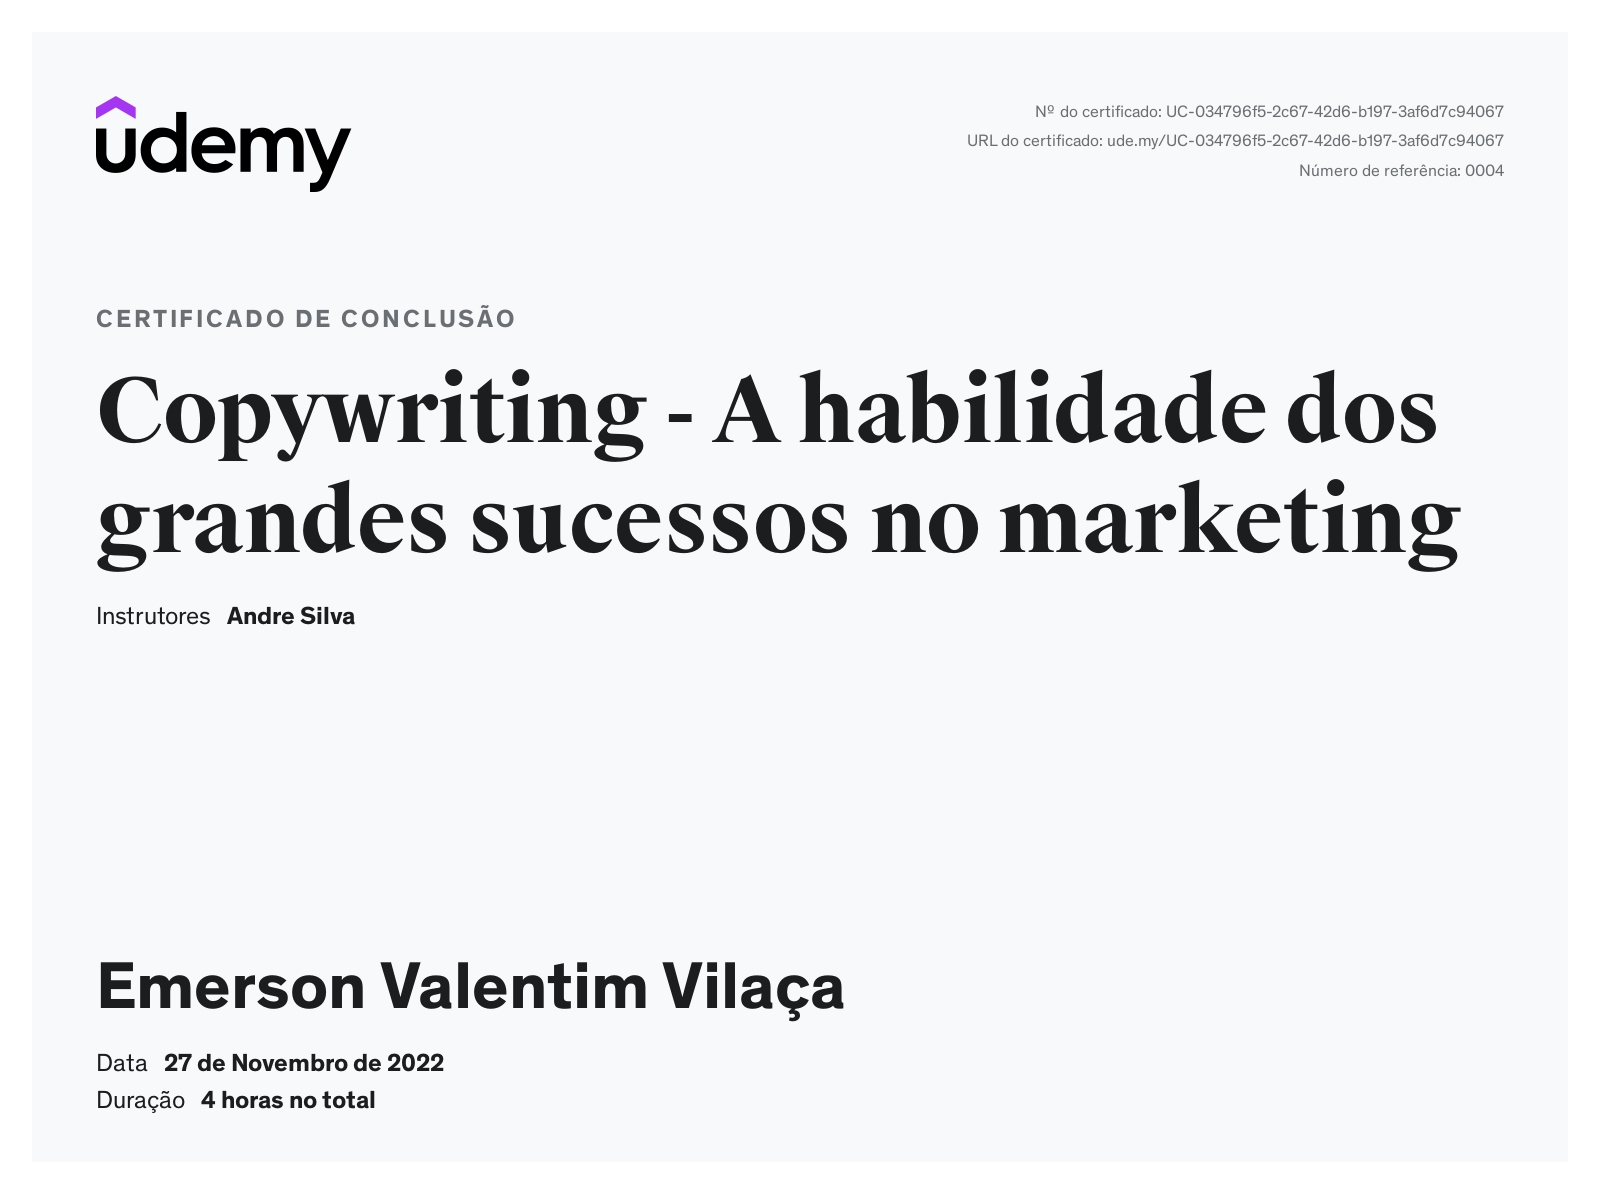 udemy
Nº do certificado: UC-034796f5-2c67-42d6-b197-3af6d7c94067
URL do certificado: ude.my/UC-034796f5-2c67-42d6-b197-3af6d7c94067
Número de referência: 0004
CERTIFICADO DE CONCLUSÃO
Copywriting - A habilidade dos
grandes sucessos no marketing
Instrutores Andre Silva
Emerson Valentim Vilaça
Data 27 de Novembro de 2022
Duração 4 horas no total